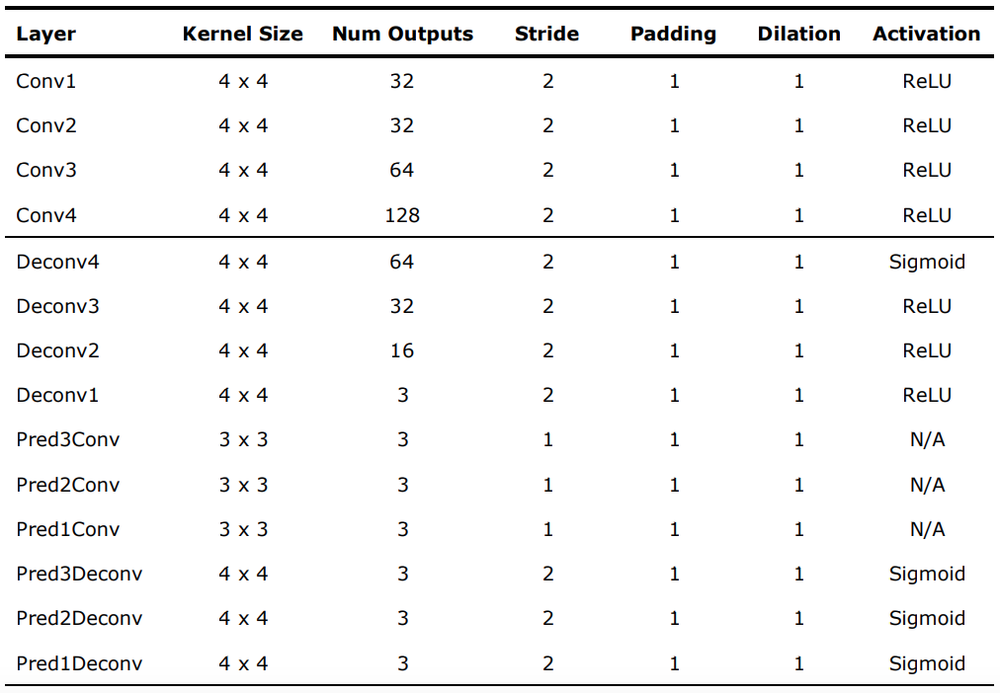 Layer Kernel Size Num Outputs Stride Padding Dilation Activation
Conv1 4 x 4 32 2 1 1 ReLU
Conv2 4 x 4 32 2 1 1 ReLU
Conv3 4 x 4 64 2 1 1 ReLU
Conv4 4 x 4 128 2 1 1 ReLU
Deconv4 4 x 4 64 2 1 1 Sigmoid
Deconv3 4 x 4 32 2 1 1 ReLU
Deconv2 4 x 4 16 2 1 1 ReLU
Deconv1 4 x 4 3 2 1 1 ReLU
Pred3Conv 3 x 3 3 1 1 1 N/A
Pred2Conv 3 x 3 3 1 1 1 N/A
Pred1Conv 3 x 3 3 1 1 1 N/A
Pred3Deconv 4 x 4 3 2 1 1 Sigmoid
Pred2Deconv 4 x 4 3 2 1 1 Sigmoid
Pred1Deconv 4 x 4 3 2 1 1 Sigmoid